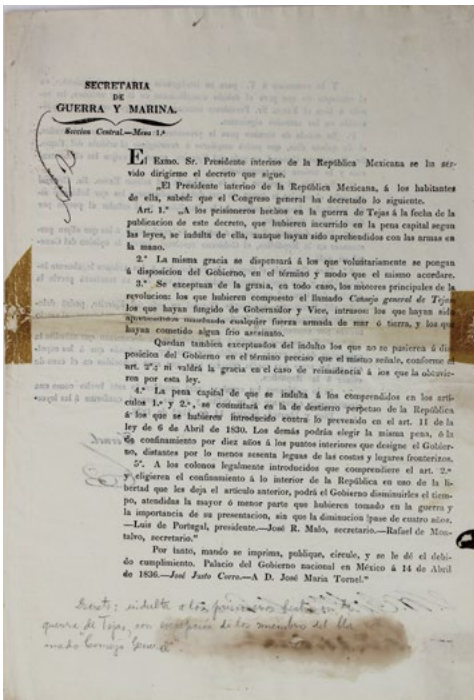 SECRETARIA
DE
GUERRA Y MARINA.
Seccion Central.—Mesa 1.ª
El Exmo. Sr. Presidente interino de la República Mexicana se ha ser-
vido dirigirme el decreto que sigue.
„El Presidente interino de la República Mexicana, á los habitantes
de ella, sabed: que el Congreso general ha decretado lo siguiente.
Art. 1.° „A los prisioneros hechos en la guerra de Tejas á la fecha de la
publicacion de este decreto, que hubieren incurrido en la pena capital segun
las leyes, se indulta de ella, aunque hayan sido aprehendidos con las armas en
la mano.
2.° La misma gracia se dispensará á los que voluntariamente se pongan
á disposicion del Gobierno, en el término y modo que el mismo acordare.
3.° Se exceptuan de la gracia, en todo caso, los motores principales de la
revolucion: los que hubieren compuesto el llamado Consejo general de Tejas
los que hayan fungido de Gobernador y Vice, intrusos: los que hayan sido
aprehendidos mandando cualquier fuerza armada de mar ó tierra, y los que
hayan cometido algun frio asesinato.
Quedan tambien exceptuados del indulto los que no se pusieren á dis-
posicion del Gobierno en el término preciso que el mismo señale, conforme al
art. 2.°; ni valdrá la gracia en el caso de reincidencia á los que la obtuvie-
ren por esta ley.
4.° La pena capital de que se indulta á los comprendidos en los artí-
culos 1.° y 2.°, se conmutará en la de destierro perpetuo de la República
á los que se hubieren introducido contra lo prevenido en el art. 11 de la
ley de 6 de Abril de 1830. Los demás podrán elegir la misma pena, ó la
de confinamiento por diez años á los puntos interiores que designe el Gobier-
no, distantes por lo menos sesenta leguas de las costas y lugares fronterizos.
5°. A los colonos legalmente introducidos que comprendiere el art. 2.°
y eligieren el confinamiento á lo interior de la República en uso de la li-
bertad que les deja el artículo anterior, podrá el Gobierno disminuirles el tiem-
po, atendidas la mayor ó menor parte que hubieren tomado en la guerra y
la importancia de su presentacion, sin que la diminucion pase de cuatro años.
—Luis de Portugal, presidente.—José R. Malo, secretario.—Rafael de Mon-
talvo, secretario."
Por tanto, mando se imprima, publique, circule, y se le dé el debi-
do cumplimiento. Palacio del Gobierno nacional en México á 14 de Abril
de 1836.—José Justo Corro.—A D. José María Tornel."
Decreto: indulta a los prisioneros hechos en la
guerra de Tejas, con excepción de los miembros del lla-
mado "Consejo General"